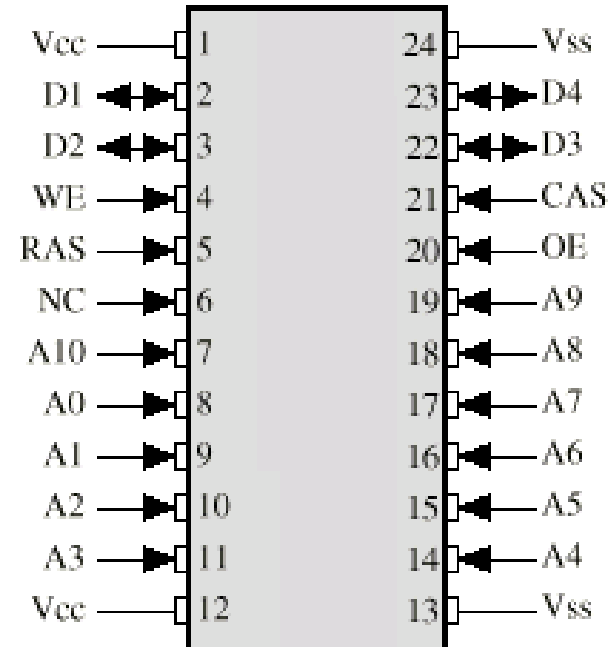 Vcc 1 24 Vss
D1 2 23 D4
D2 3 22 D3
WE 4 21 CAS
RAS 5 20 OE
NC 6 19 A9
A10 7 18 A8
A0 8 17 A7
A1 9 16 A6
A2 10 15 A5
A3 11 14 A4
Vcc 12 13 Vss